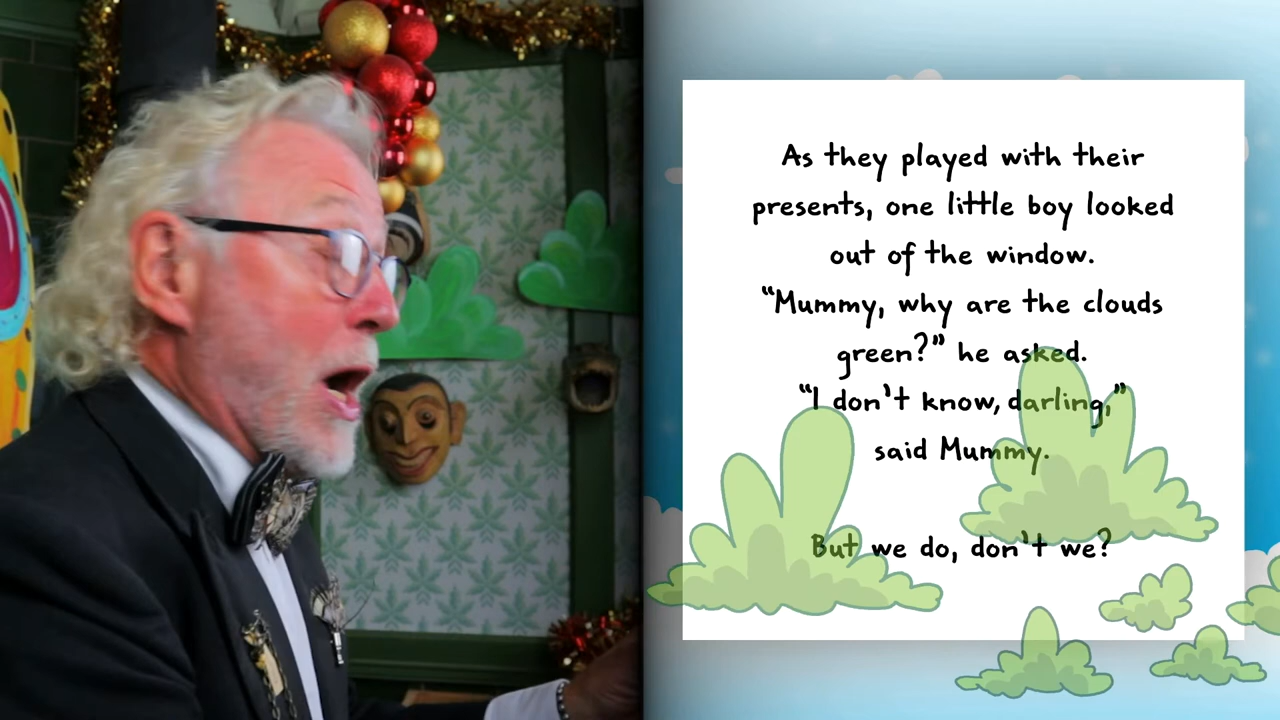 As they played with their
presents, one little boy looked
out of the window.
“Mummy, why are the clouds
green?” he asked.
“I don't know, darling,”
said Mummy.
But we do, don't we?